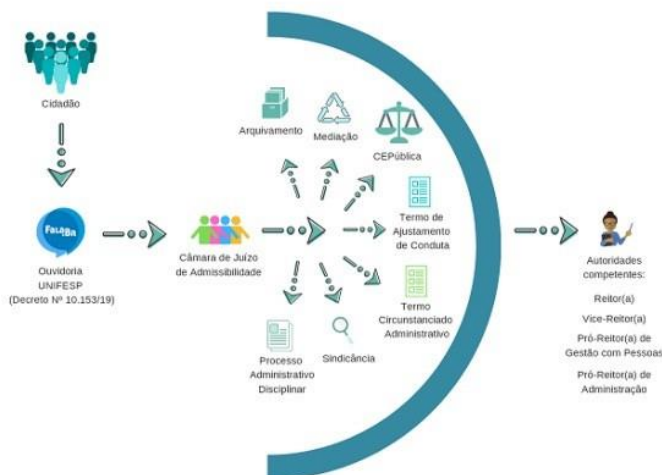 Cidadão
FalaBR
Ouvidoria
UNIFESP
(Decreto Nº 10.153/19)
Câmara de Juízo
de Admissibilidade
Arquivamento
Mediação
CEPública
Termo de
Ajustamento
de Conduta
Termo
Circunstanciado
Administrativo
Sindicância
Processo
Administrativo
Disciplinar
Autoridades
competentes:
Reitor(a)
Vice-Reitor(a)
Pró-Reitor(a) de
Gestão com Pessoas
Pró-Reitor(a) de
Administração